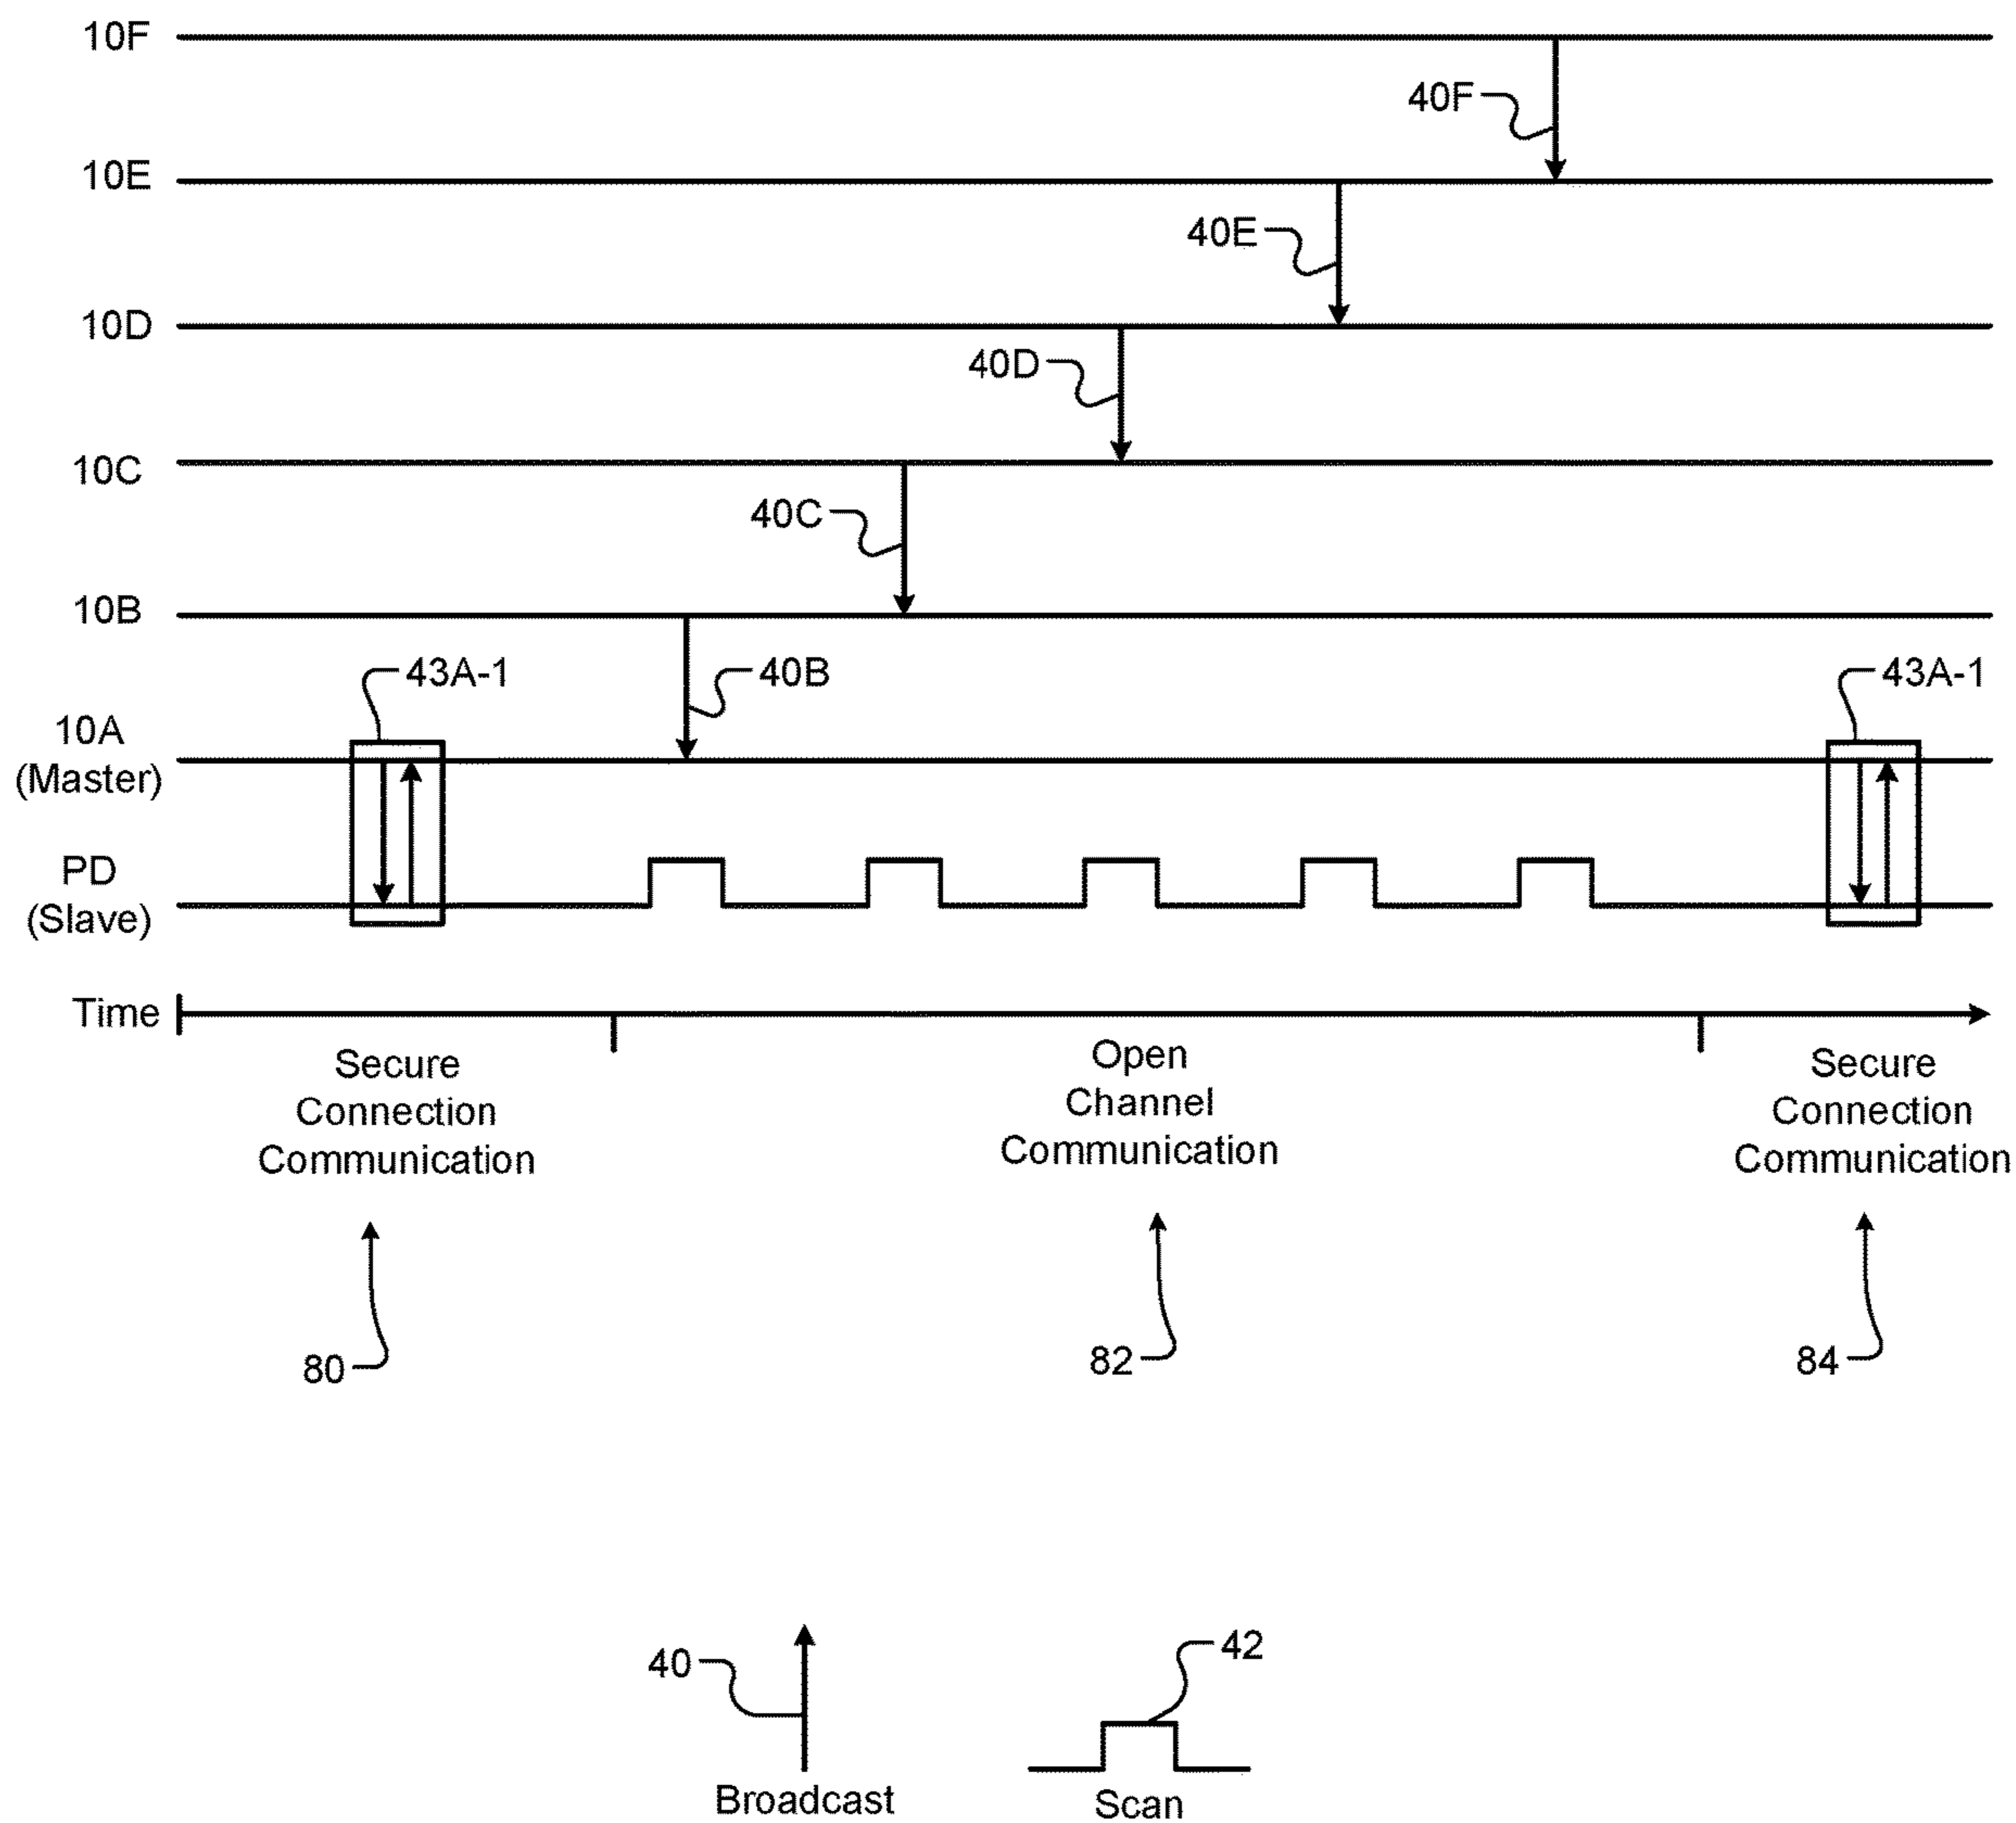 10F
40F
10E
40E
10D
40D
10C
40C
10B
43A-1
40B
43A-1
10A
(Master)
PD
(Slave)
Time
Secure
Connection
Communication
Open
Channel
Communication
Secure
Connection
Communication
80
82
84
40
42
Broadcast
Scan